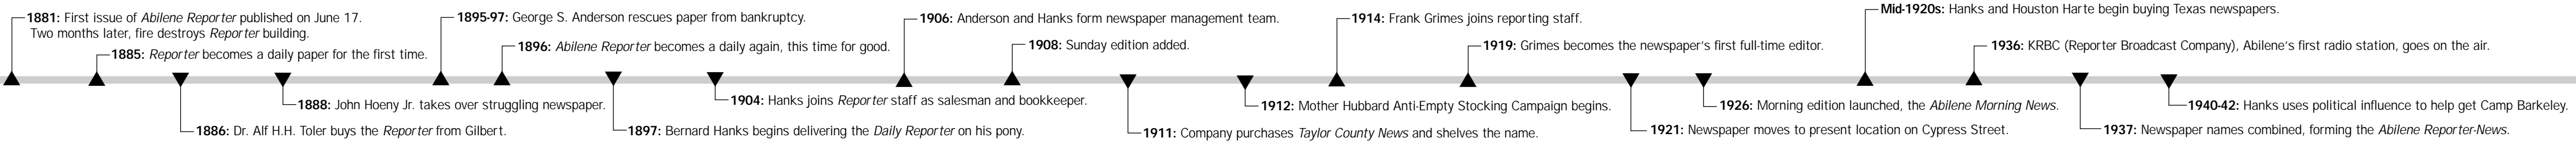 1881: First issue of Abilene Reporter published on June 17.
Two months later, fire destroys Reporter building.
1885: Reporter becomes a daily paper for the first time.
1886: Dr. Alf H.H. Toler buys the Reporter from Gilbert.
1888: John Hoeny Jr. takes over struggling newspaper.
1895-97: George S. Anderson rescues paper from bankruptcy.
1896: Abilene Reporter becomes a daily again, this time for good.
1897: Bernard Hanks begins delivering the Daily Reporter on his pony.
1904: Hanks joins Reporter staff as salesman and bookkeeper.
1906: Anderson and Hanks form newspaper management team.
1908: Sunday edition added.
1911: Company purchases Taylor County News and shelves the name.
1912: Mother Hubbard Anti-Empty Stocking Campaign begins.
1914: Frank Grimes joins reporting staff.
1919: Grimes becomes the newspaper's first full-time editor.
1921: Newspaper moves to present location on Cypress Street.
1926: Morning edition launched, the Abilene Morning News.
Mid-1920s: Hanks and Houston Harte begin buying Texas newspapers.
1936: KRBC (Reporter Broadcast Company), Abilene's first radio station, goes on the air.
1937: Newspaper names combined, forming the Abilene Reporter-News.
1940-42: Hanks uses political influence to help get Camp Barkeley.